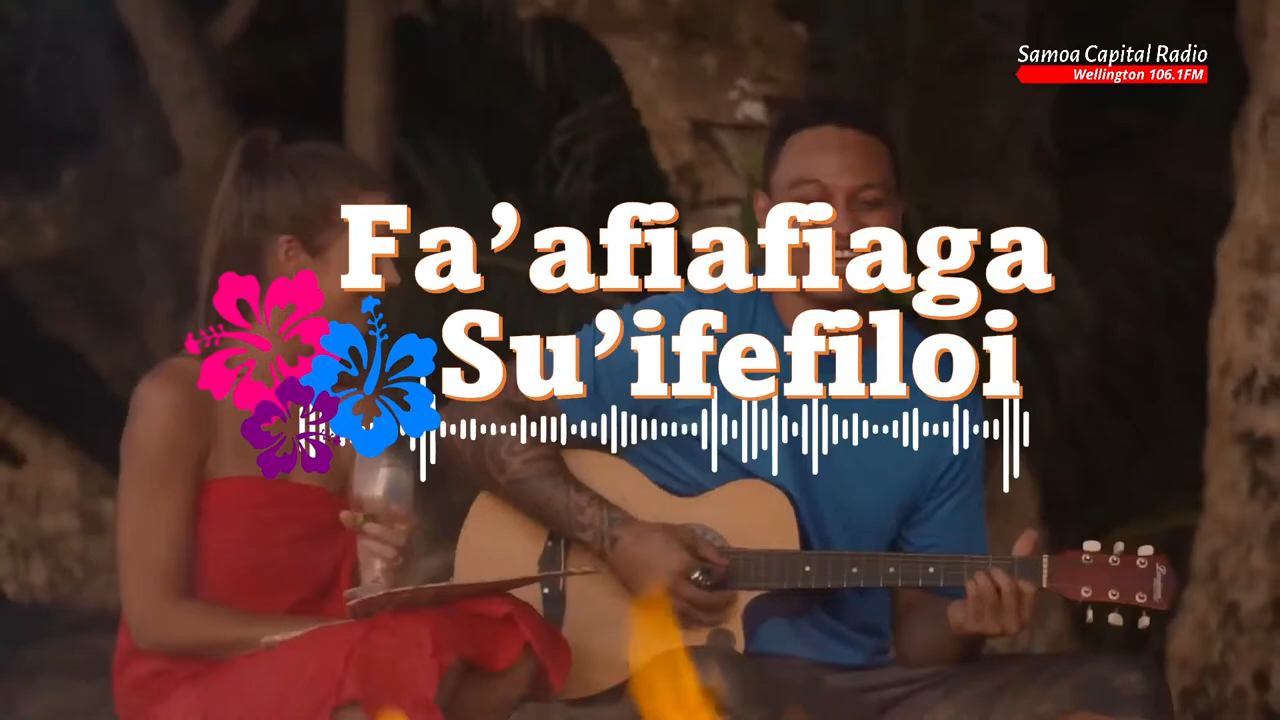 Samoa Capital Radio
Wellington 106.1FM
Fa’afiafiaga
Su’ifefiloi